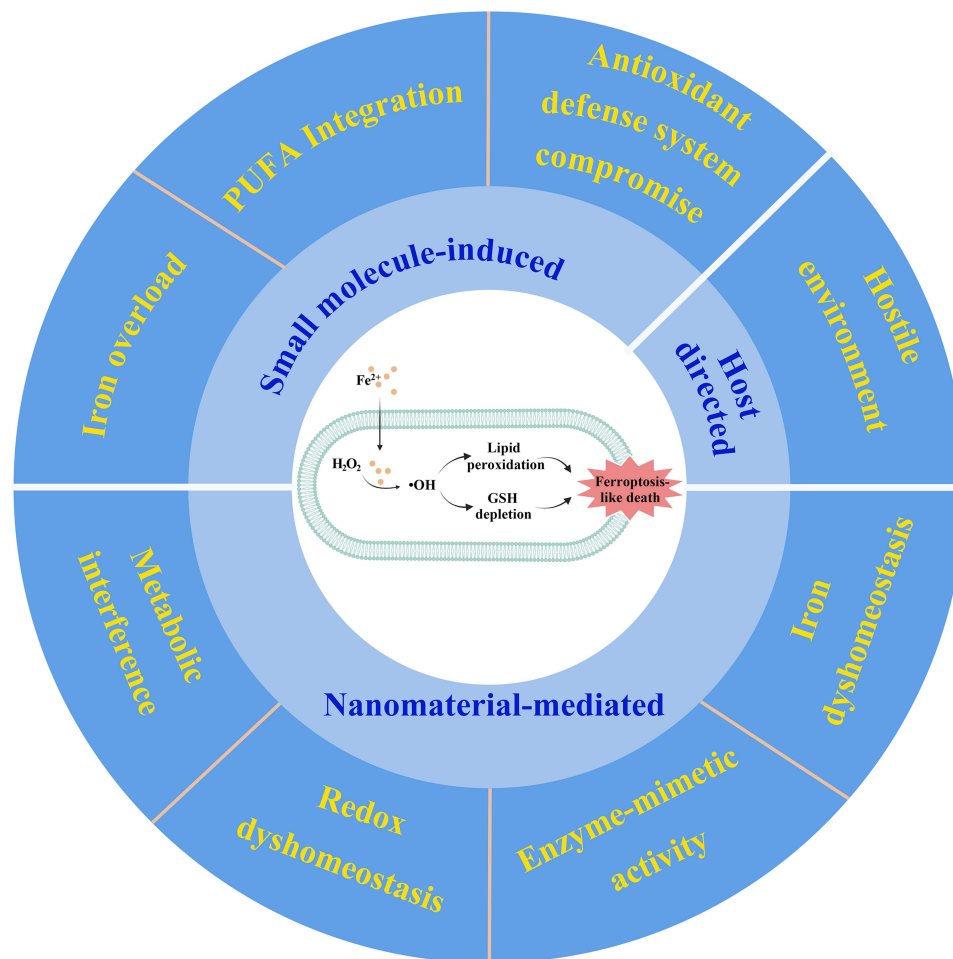 Antioxidant
defense system
compromise
PUFA Integration
Iron overload
Hostile
environment
Small molecule-induced
Host
directed
Fe²⁺
H₂O₂
•OH
Lipid
peroxidation
GSH
depletion
Ferroptosis-
like death
Metabolic
interference
Iron
dyshomeostasis
Nanomaterial-mediated
Redox
dyshomeostasis
Enzyme-mimetic
activity